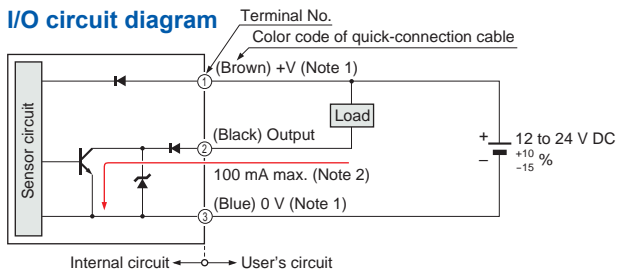 I/O circuit diagram
Terminal No.
Color code of quick-connection cable
① (Brown) +V (Note 1)
Sensor circuit
Load
② (Black) Output
+ 12 to 24 V DC
– +10 −15 %
100 mA max. (Note 2)
③ (Blue) 0 V (Note 1)
Internal circuit User's circuit